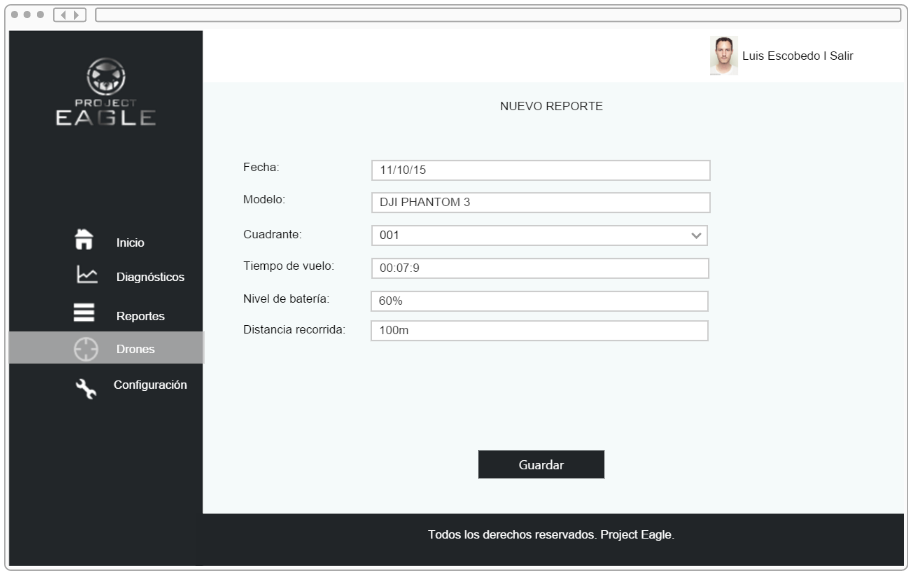 PROJECT
EAGLE
Luis Escobedo I Salir
NUEVO REPORTE
Inicio
Diagnósticos
Reportes
Drones
Configuración
Fecha: 11/10/15
Modelo: DJI PHANTOM 3
Cuadrante: 001
Tiempo de vuelo: 00:07:9
Nivel de batería: 60%
Distancia recorrida: 100m
Guardar
Todos los derechos reservados. Project Eagle.